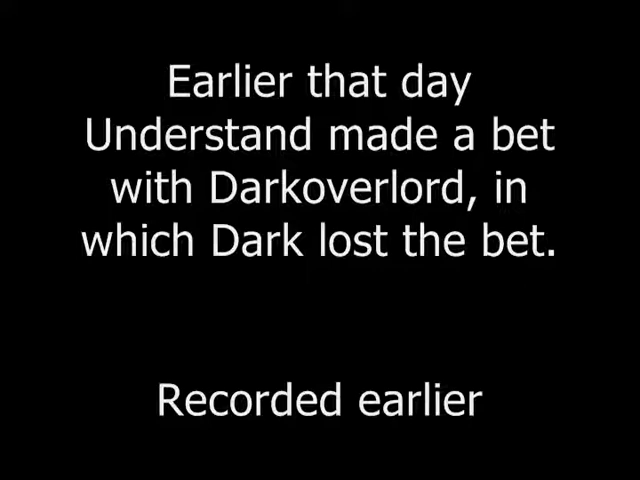 Earlier that day
Understand made a bet
with Darkoverlord, in
which Dark lost the bet.
Recorded earlier